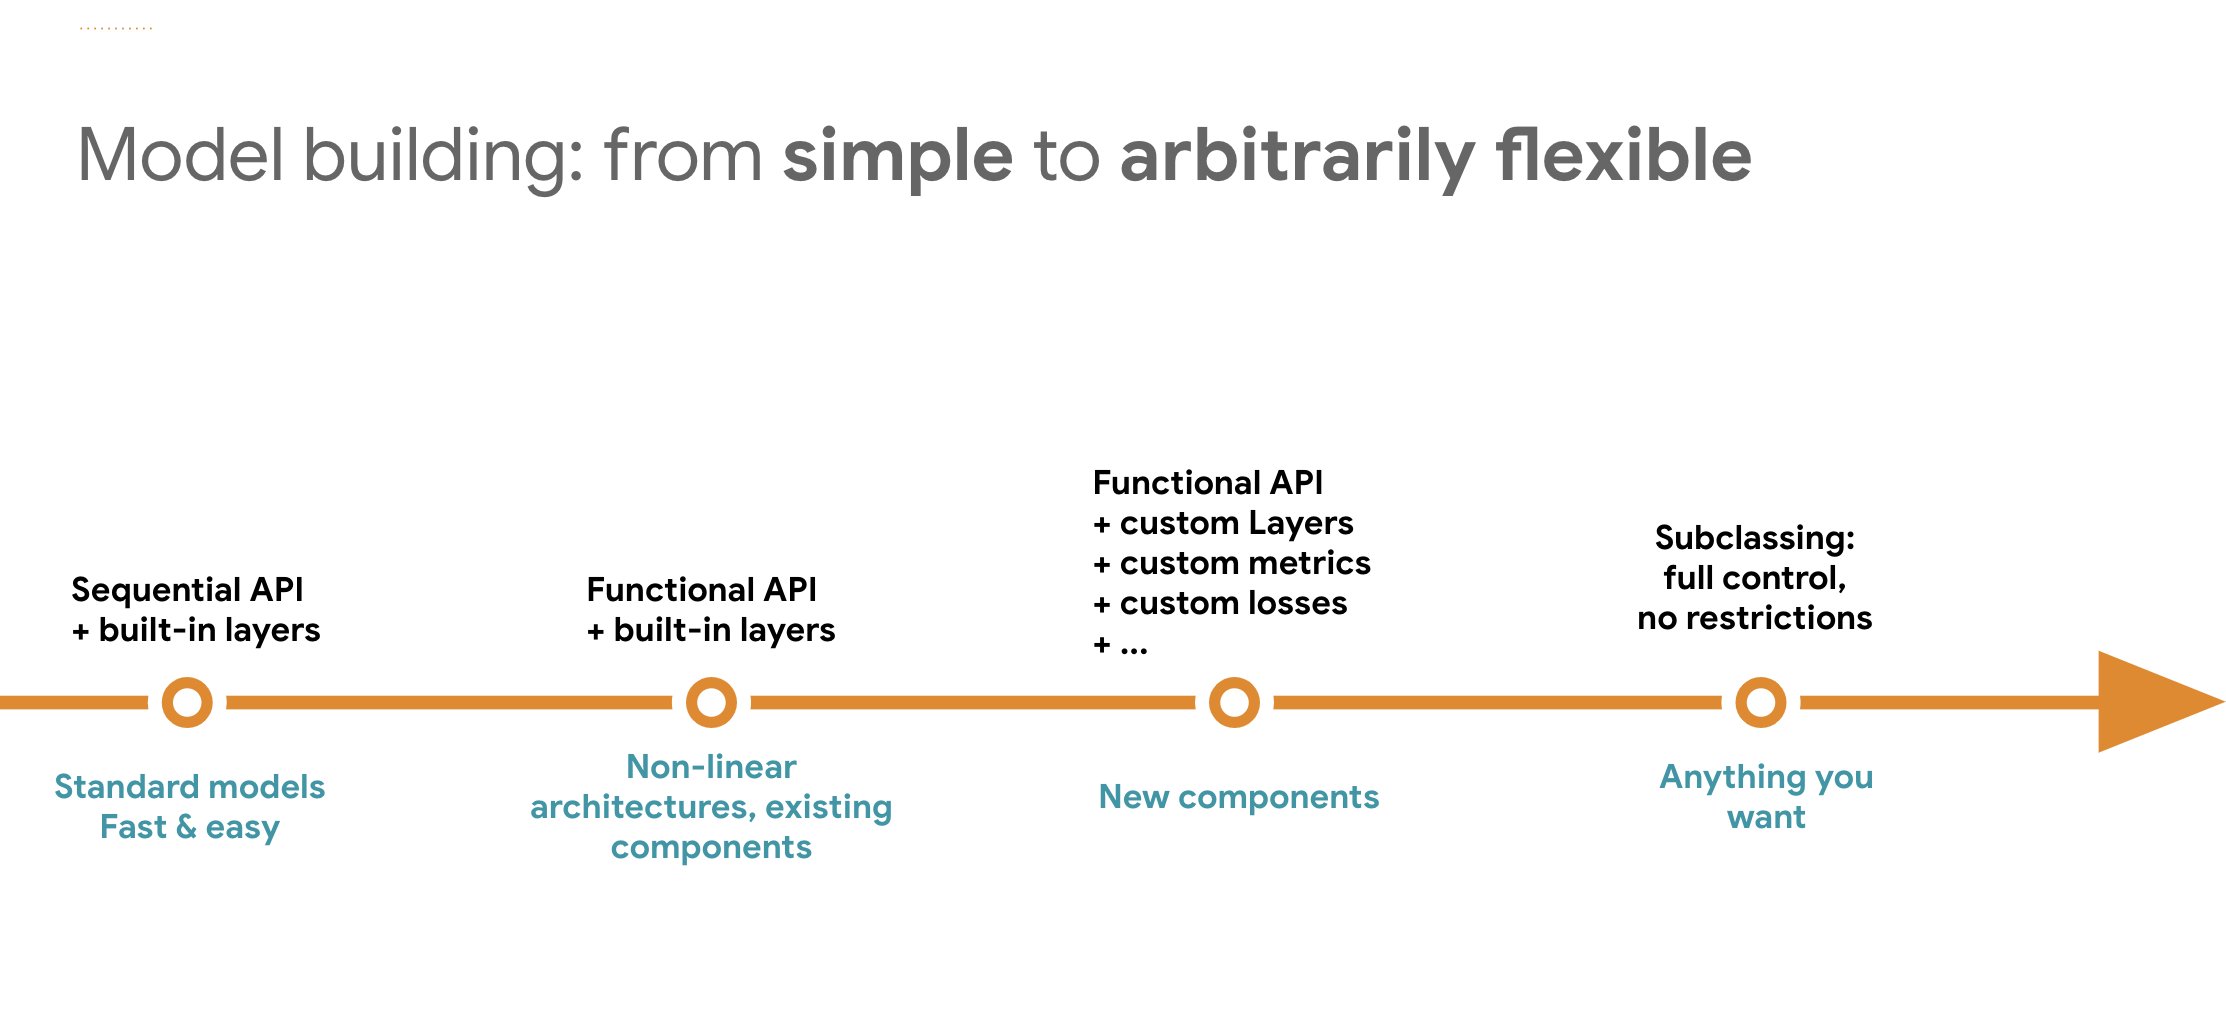 Model building: from simple to arbitrarily flexible
Sequential API
+ built-in layers
Functional API
+ built-in layers
Functional API
+ custom Layers
+ custom metrics
+ custom losses
+ ...
Subclassing:
full control,
no restrictions
Standard models
Fast & easy
Non-linear
architectures, existing
components
New components
Anything you
want